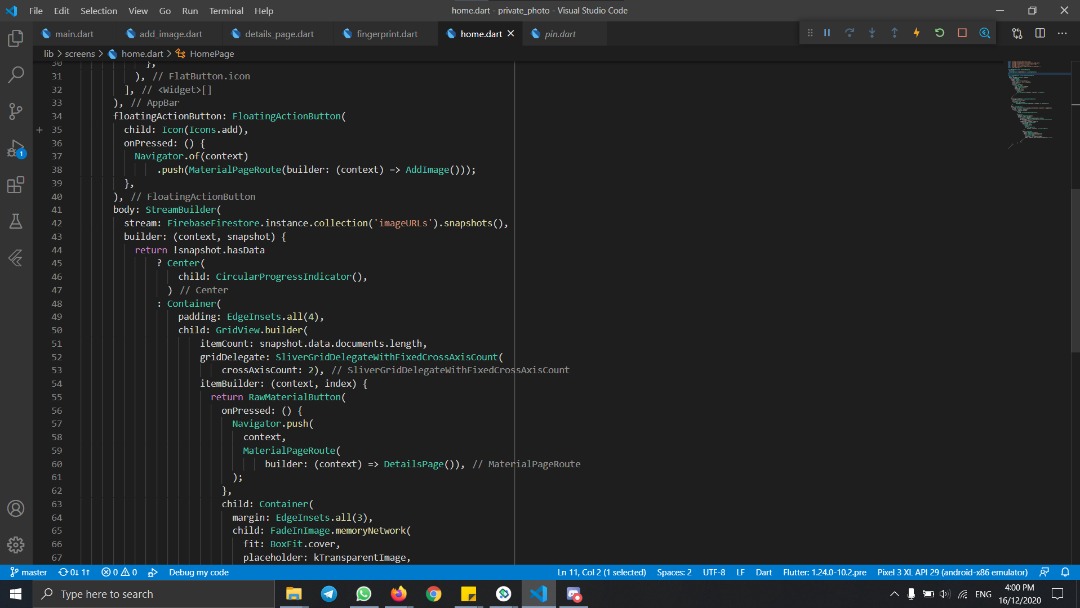 File Edit Selection View Go Run Terminal Help home.dart - private_photo - Visual Studio Code
main.dart add_image.dart details_page.dart fingerprint.dart home.dart pin.dart
lib > screens > home.dart > HomePage
30 },
31 ), // FlatButton.icon
32 ], // <Widget>[]
33 ), // AppBar
34 floatingActionButton: FloatingActionButton(
35 child: Icon(Icons.add),
36 onPressed: () {
37 Navigator.of(context)
38 .push(MaterialPageRoute(builder: (context) => AddImage()));
39 },
40 ), // FloatingActionButton
41 body: StreamBuilder(
42 stream: FirebaseFirestore.instance.collection('imageURLs').snapshots(),
43 builder: (context, snapshot) {
44 return !snapshot.hasData
45 ? Center(
46 child: CircularProgressIndicator(),
47 ) // Center
48 : Container(
49 padding: EdgeInsets.all(4),
50 child: GridView.builder(
51 itemCount: snapshot.data.documents.length,
52 gridDelegate: SliverGridDelegateWithFixedCrossAxisCount(
53 crossAxisCount: 2), // SliverGridDelegateWithFixedCrossAxisCount
54 itemBuilder: (context, index) {
55 return RawMaterialButton(
56 onPressed: () {
57 Navigator.push(
58 context,
59 MaterialPageRoute(
60 builder: (context) => DetailsPage()), // MaterialPageRoute
61 );
62 },
63 child: Container(
64 margin: EdgeInsets.all(3),
65 child: FadeInImage.memoryNetwork(
66 fit: BoxFit.cover,
67 placeholder: kTransparentImage,
1
master 0↓ 1↑ 0 0 Debug my code Ln 11, Col 2 (1 selected) Spaces: 2 UTF-8 LF Dart Flutter: 1.24.0-10.2.pre Pixel 3 XL API 29 (android-x86 emulator)
Type here to search ENG 4:00 PM
16/12/2020